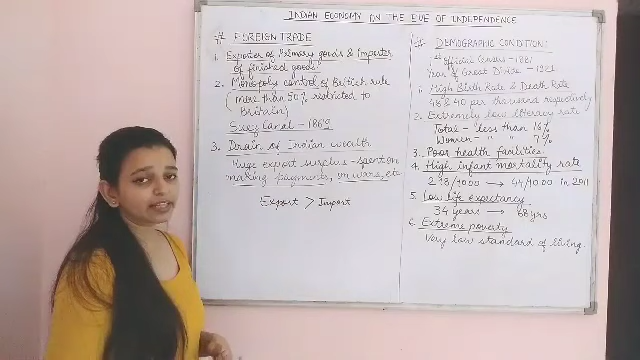 INDIAN ECONOMY ON THE EVE OF INDEPENDENCE
# FOREIGN TRADE
1. Exporter of Primary goods & Importer
of finished goods.
2. Monopoly control of British rule
(more than 50% restricted to
Britain)
Suez Canal - 1869
3. Drain of Indian wealth
Huge export surplus - spent on
making payments, on wars, etc
Export > Import
# DEMOGRAPHIC CONDITION:
1st Official Census - 1881
Year of Great Divide - 1921
1. High Birth Rate & Death Rate
48 & 40 per thousand respectively
2. Extremely low literacy rate
Total - less than 16%
Women - " " 7%
3. Poor health facilities
4. High infant mortality rate
218/1000 → 44/1000 in 2011
5. Low life expectancy
34 years → 68 yrs
6. Extreme poverty
Very low standard of living.